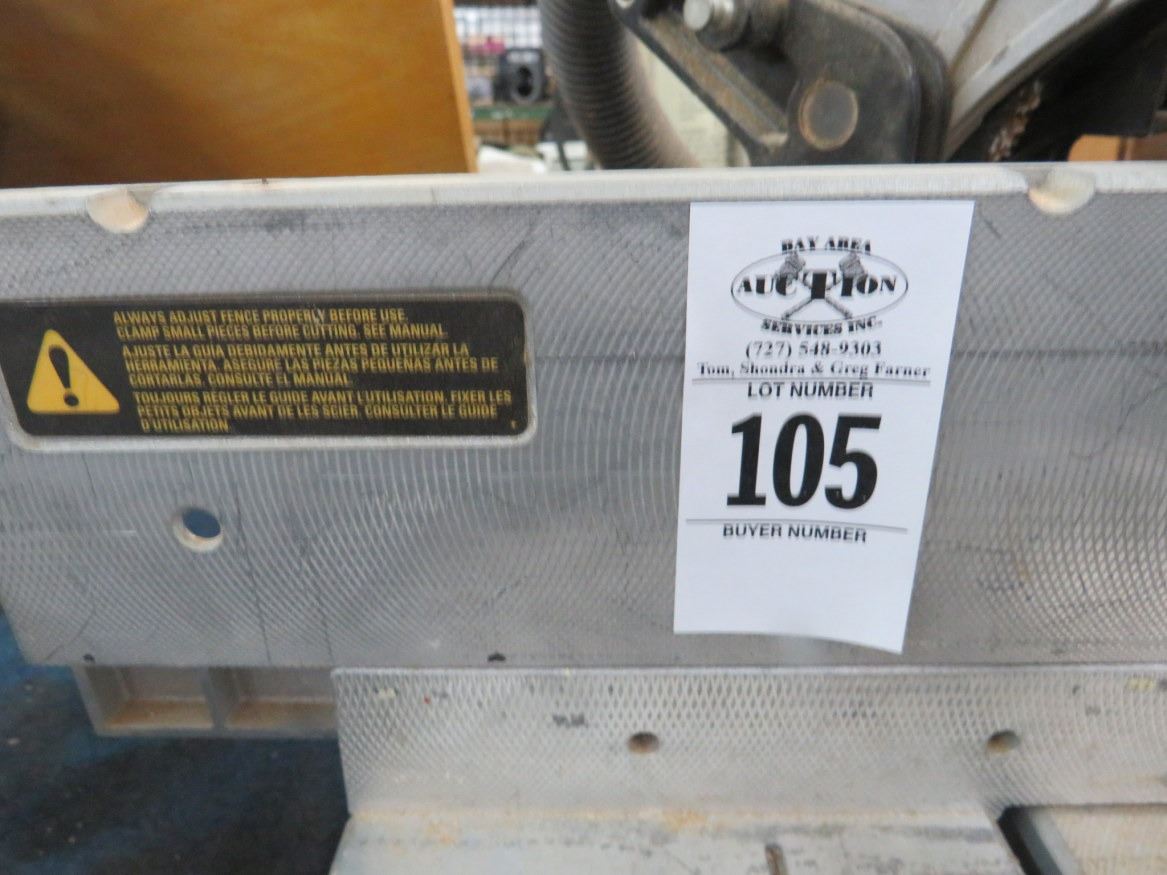 ALWAYS ADJUST FENCE PROPERLY BEFORE USE.
CLAMP SMALL PIECES BEFORE CUTTING. SEE MANUAL.
AJUSTE LA GUIA DEBIDAMENTE ANTES DE UTILIZAR LA
HERRAMIENTA. ASEGURE LAS PIEZAS PEQUENAS ANTES DE
CORTARLAS. CONSULTE EL MANUAL.
TOUJOURS REGLER LE GUIDE AVANT L'UTILISATION. FIXER LES
PETITS OBJETS AVANT DE LES SCIER. CONSULTER LE GUIDE
D'UTILISATION.
BAY AREA
AUCTION
SERVICES INC.
(727) 548-9303
Tom, Shondra & Greg Farner
LOT NUMBER
105
BUYER NUMBER